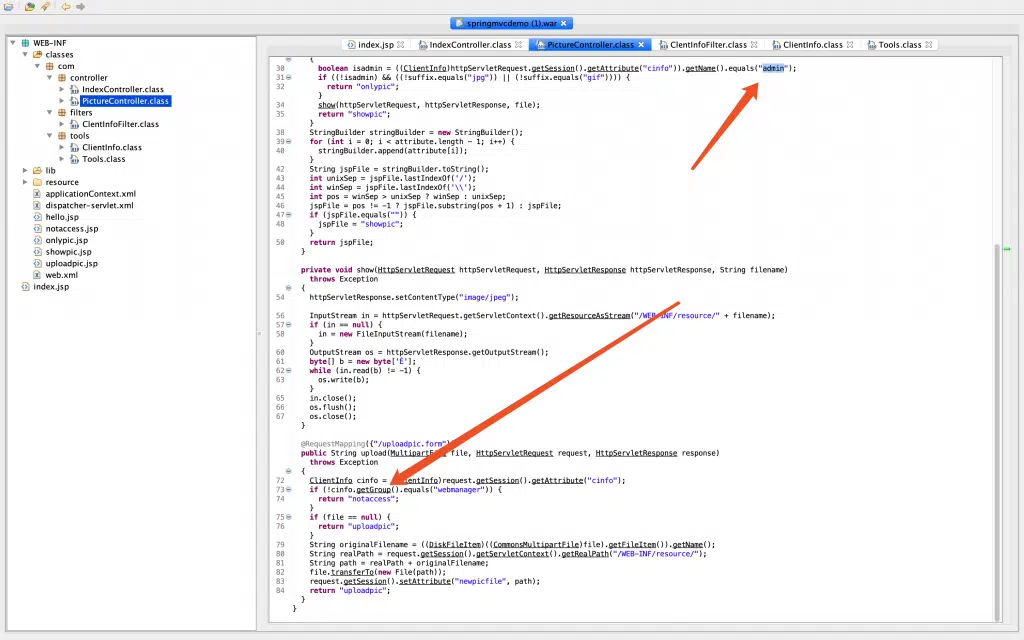 springmvcdemo (1).war
WEB-INF
classes
com
controller
IndexController.class
PictureController.class
filters
ClentInfoFilter.class
tools
ClientInfo.class
Tools.class
lib
resource
applicationContext.xml
dispatcher-servlet.xml
hello.jsp
notaccess.jsp
onlypic.jsp
showpic.jsp
uploadpic.jsp
web.xml
index.jsp
index.jsp IndexController.class PictureController.class ClentInfoFilter.class ClientInfo.class Tools.class
{
30 boolean isadmin = ((ClientInfo)httpServletRequest.getSession().getAttribute("cinfo")).getName().equals("admin");
31 if ((!isadmin) && ((!suffix.equals("jpg")) || (!suffix.equals("gif")))) {
32 return "onlypic";
}
34 show(httpServletRequest, httpServletResponse, file);
35 return "showpic";
}
38 StringBuilder stringBuilder = new StringBuilder();
39 for (int i = 0; i < attribute.length - 1; i++) {
40 stringBuilder.append(attribute[i]);
}
42 String jspFile = stringBuilder.toString();
43 int unixSep = jspFile.lastIndexOf('/');
44 int winSep = jspFile.lastIndexOf('\\');
45 int pos = winSep > unixSep ? winSep : unixSep;
46 jspFile = pos != -1 ? jspFile.substring(pos + 1) : jspFile;
47 if (jspFile.equals("")) {
48 jspFile = "showpic";
}
50 return jspFile;
}
private void show(HttpServletRequest httpServletRequest, HttpServletResponse httpServletResponse, String filename)
throws Exception
{
54 httpServletResponse.setContentType("image/jpeg");
56 InputStream in = httpServletRequest.getServletContext().getResourceAsStream("/WEB-INF/resource/" + filename);
57 if (in == null) {
58 in = new FileInputStream(filename);
}
60 OutputStream os = httpServletResponse.getOutputStream();
61 byte[] b = new byte['È'];
62 while (in.read(b) != -1) {
63 os.write(b);
}
65 in.close();
66 os.flush();
67 os.close();
}
@RequestMapping({"/uploadpic.form"
public String upload(MultipartFile file, HttpServletRequest request, HttpServletResponse response)
throws Exception
{
72 ClientInfo cinfo = (ClientInfo)request.getSession().getAttribute("cinfo");
73 if (!cinfo.getGroup().equals("webmanager")) {
74 return "notaccess";
}
75 if (file == null) {
76 return "uploadpic";
}
79 String originalFilename = ((DiskFileItem)((CommonsMultipartFile)file).getFileItem()).getName();
80 String realPath = request.getSession().getServletContext().getRealPath("/WEB-INF/resource/");
81 String path = realPath + originalFilename;
82 file.transferTo(new File(path));
83 request.getSession().setAttribute("newpicfile", path);
84 return "uploadpic";
}
}